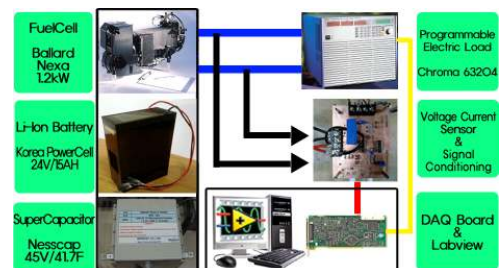 FuelCell
Ballard
Nexa
1.2kW
Programmable
Electric Load
Chroma 63204
Li-Ion Battery
Korea PowerCell
24V/15AH
Voltage Current
Sensor
&
Signal
Conditioning
SuperCapacitor
Nesscap
45V/41.7F
DAQ Board
&
Labview